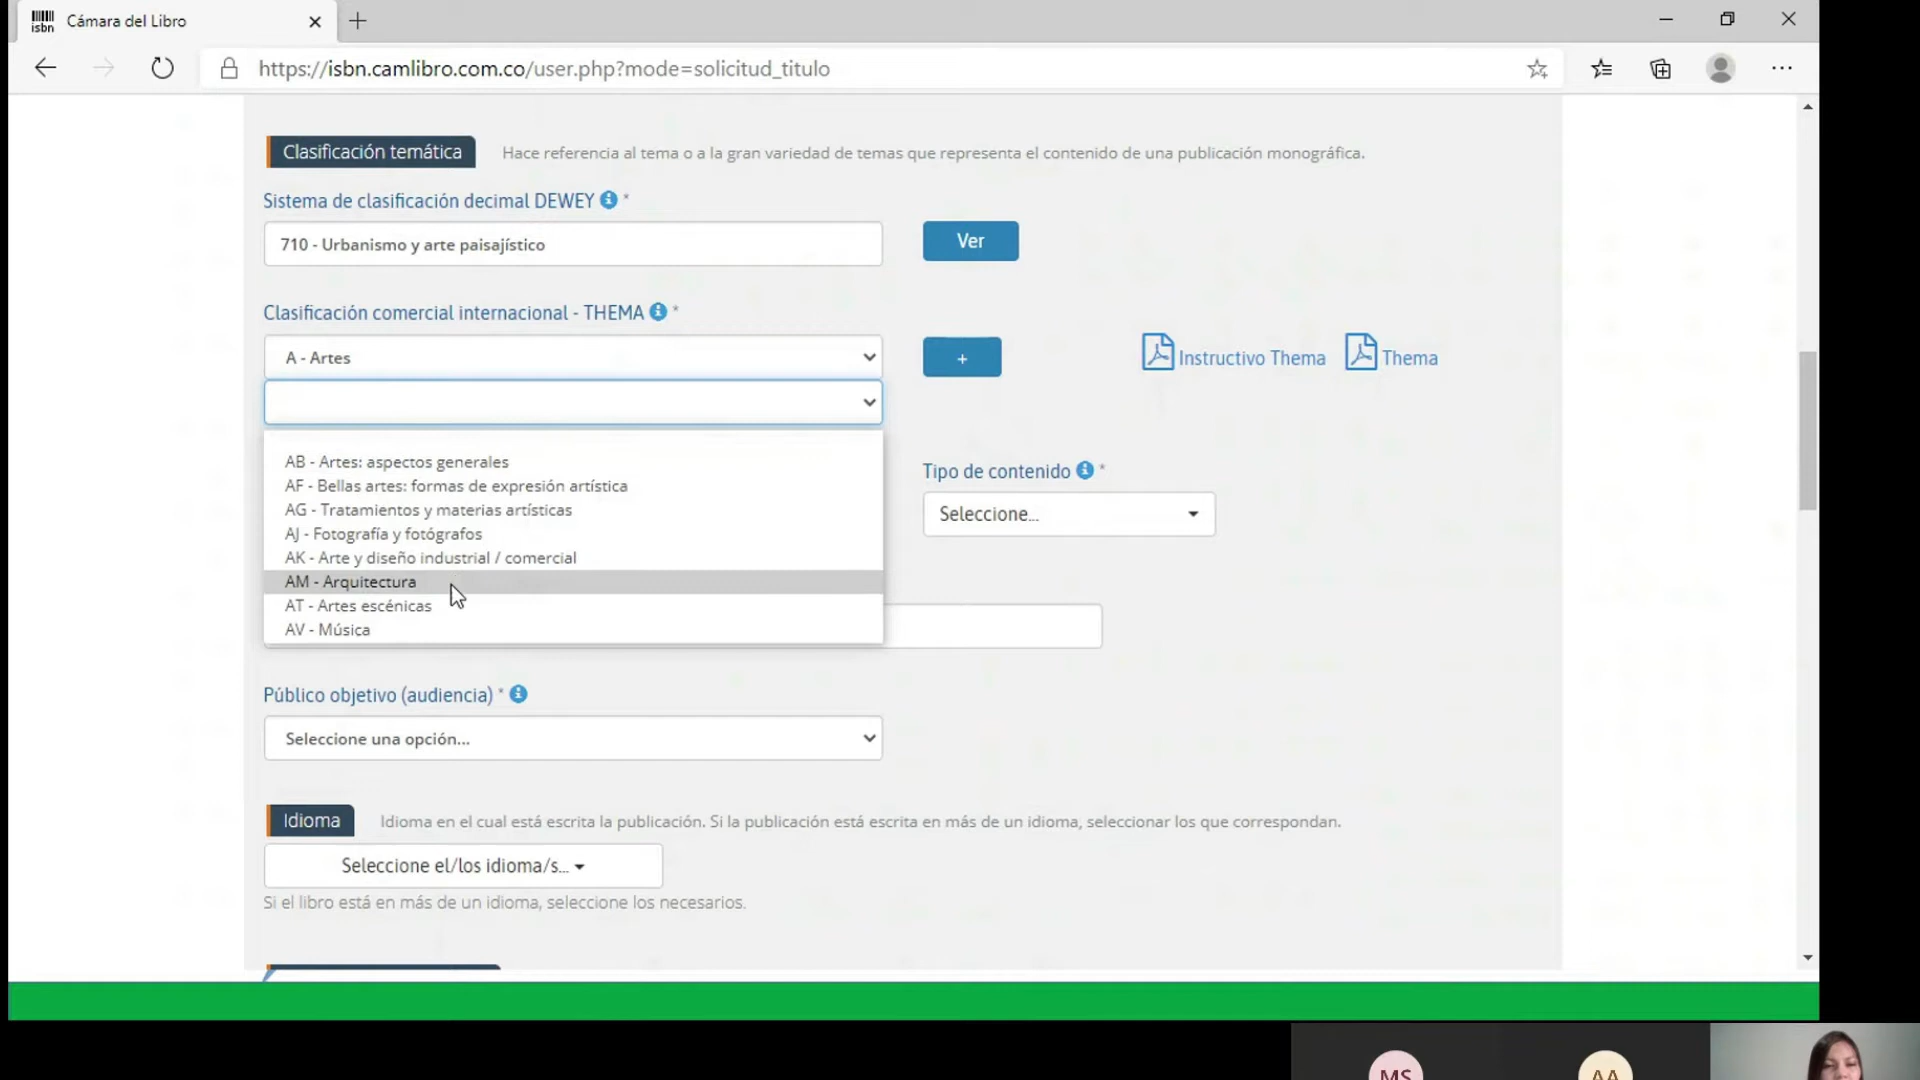 isbn
Cámara del Libro
https://isbn.camlibro.com.co/user.php?mode=solicitud_titulo
Clasificación temática
Hace referencia al tema o a la gran variedad de temas que representa el contenido de una publicación monográfica.
Sistema de clasificación decimal DEWEY *
710 - Urbanismo y arte paisajístico
Ver
Clasificación comercial internacional - THEMA *
A - Artes
+
Instructivo Thema
Thema
AB - Artes: aspectos generales
AF - Bellas artes: formas de expresión artística
AG - Tratamientos y materias artísticas
AJ - Fotografía y fotógrafos
AK - Arte y diseño industrial / comercial
AM - Arquitectura
AT - Artes escénicas
AV - Música
Tipo de contenido *
Seleccione...
Público objetivo (audiencia) *
Seleccione una opción...
Idioma
Idioma en el cual está escrita la publicación. Si la publicación está escrita en más de un idioma, seleccionar los que correspondan.
Seleccione el/los idioma/s...
Si el libro está en más de un idioma, seleccione los necesarios.
MS
AA